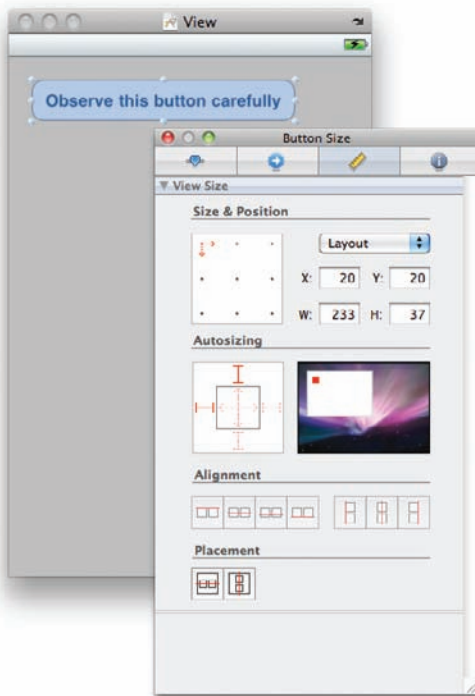 View
Observe this button carefully
Button Size
View Size
Size & Position
Layout
X: 20 Y: 20
W: 233 H: 37
Autosizing
Alignment
Placement